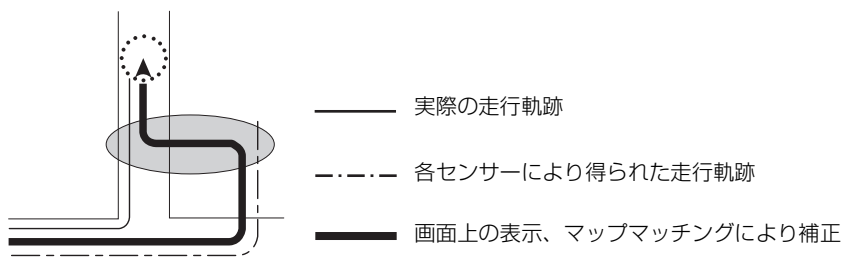 実際の走行軌跡
各センサーにより得られた走行軌跡
画面上の表示、マップマッチングにより補正